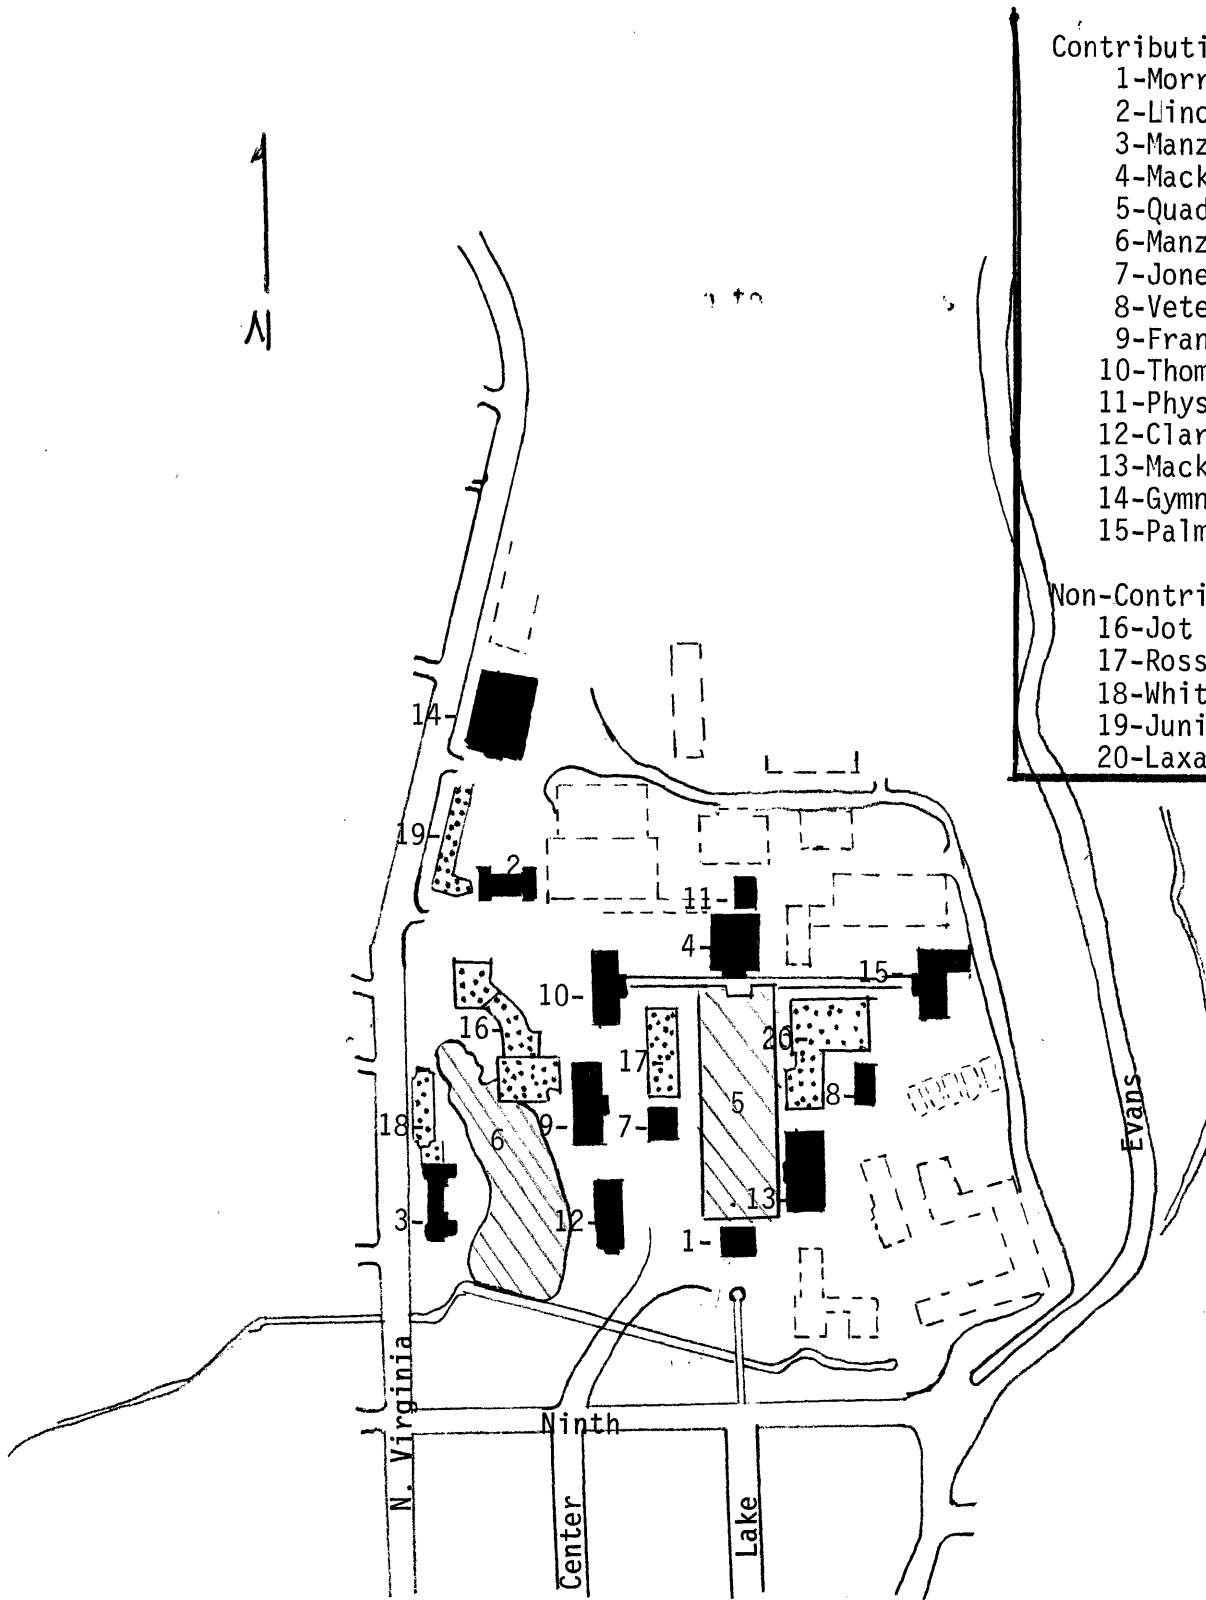 Contributi
1-Morr
2-Linc
3-Manz
4-Mack
5-Quad
6-Manz
7-Jone
8-Vete
9-Fran
10-Thom
11-Phys
12-Clar
13-Mack
14-Gymn
15-Palm
Non-Contri
16-Jot
17-Ross
18-Whit
19-Juni
20-Laxa
N
14-
19-
2
11-
4-
15-
10-
16-
17-
20-
5
8-
18-
6
9-
7-
13-
3-
12-
1-
Evans
N. Virginia
Ninth
Center
Lake